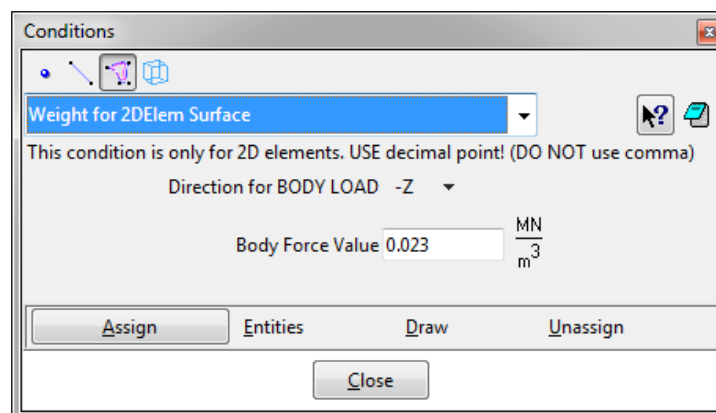 Conditions
Weight for 2DElem Surface
This condition is only for 2D elements. USE decimal point! (DO NOT use comma)
Direction for BODY LOAD -Z
Body Force Value 0.023 MN
m3
Assign Entities Draw Unassign
Close